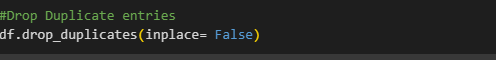 #Drop Duplicate entries
df.drop_duplicates(inplace= False)